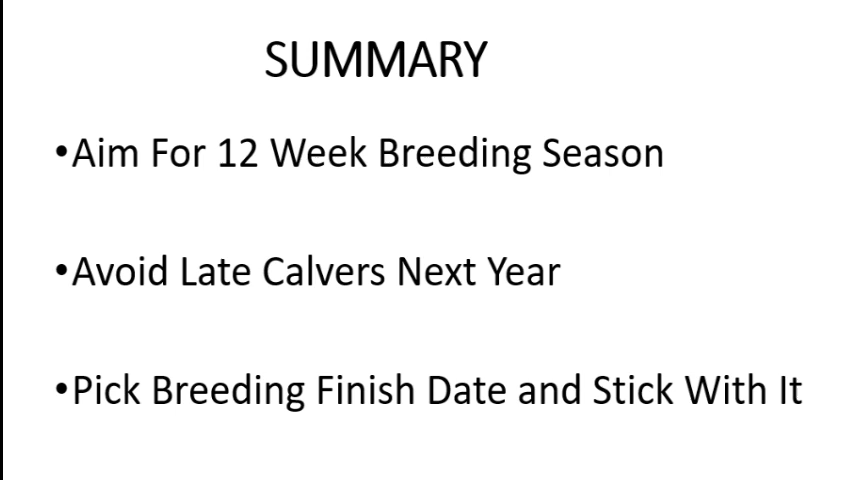 SUMMARY
•Aim For 12 Week Breeding Season
•Avoid Late Calvers Next Year
•Pick Breeding Finish Date and Stick With It